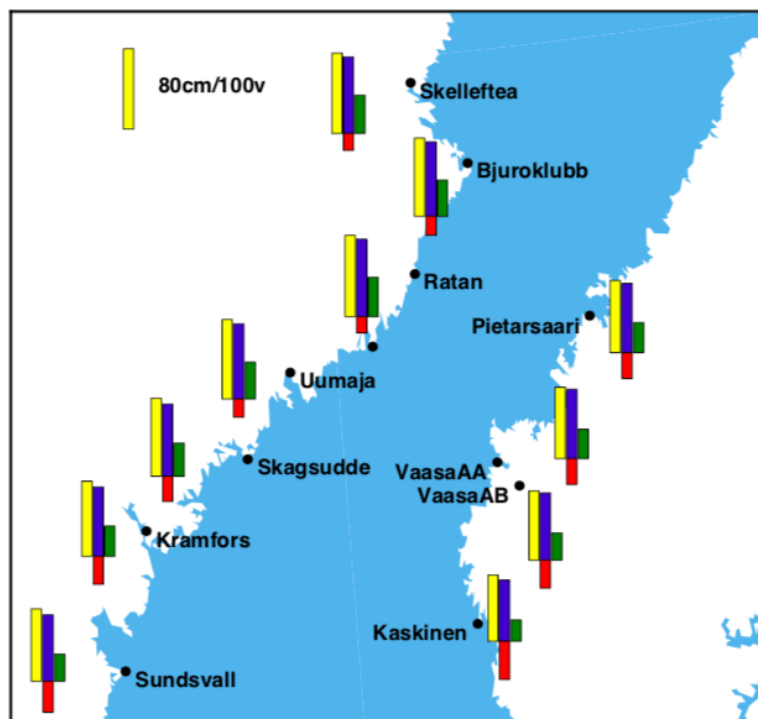 80cm/100v
Skelleftea
Bjuroklubb
Ratan
Pietarsaari
Uumaja
Skagsudde
VaasaAA
VaasaAB
Kramfors
Kaskinen
Sundsvall